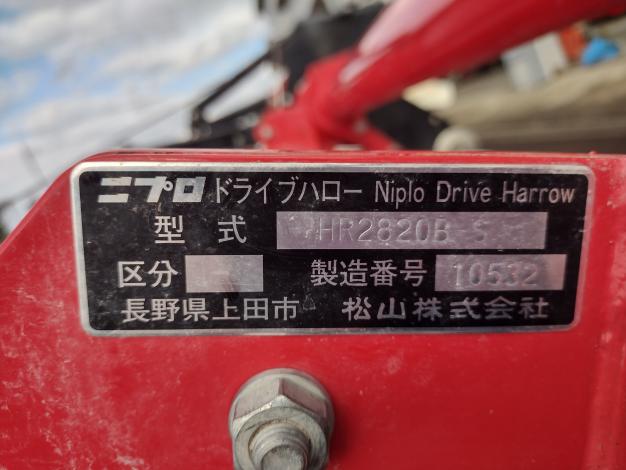 ニプロ ドライブハロー Niplo Drive Harrow
型式 HR2820B-S
区分 - 製造番号 10532
長野県上田市 松山株式会社